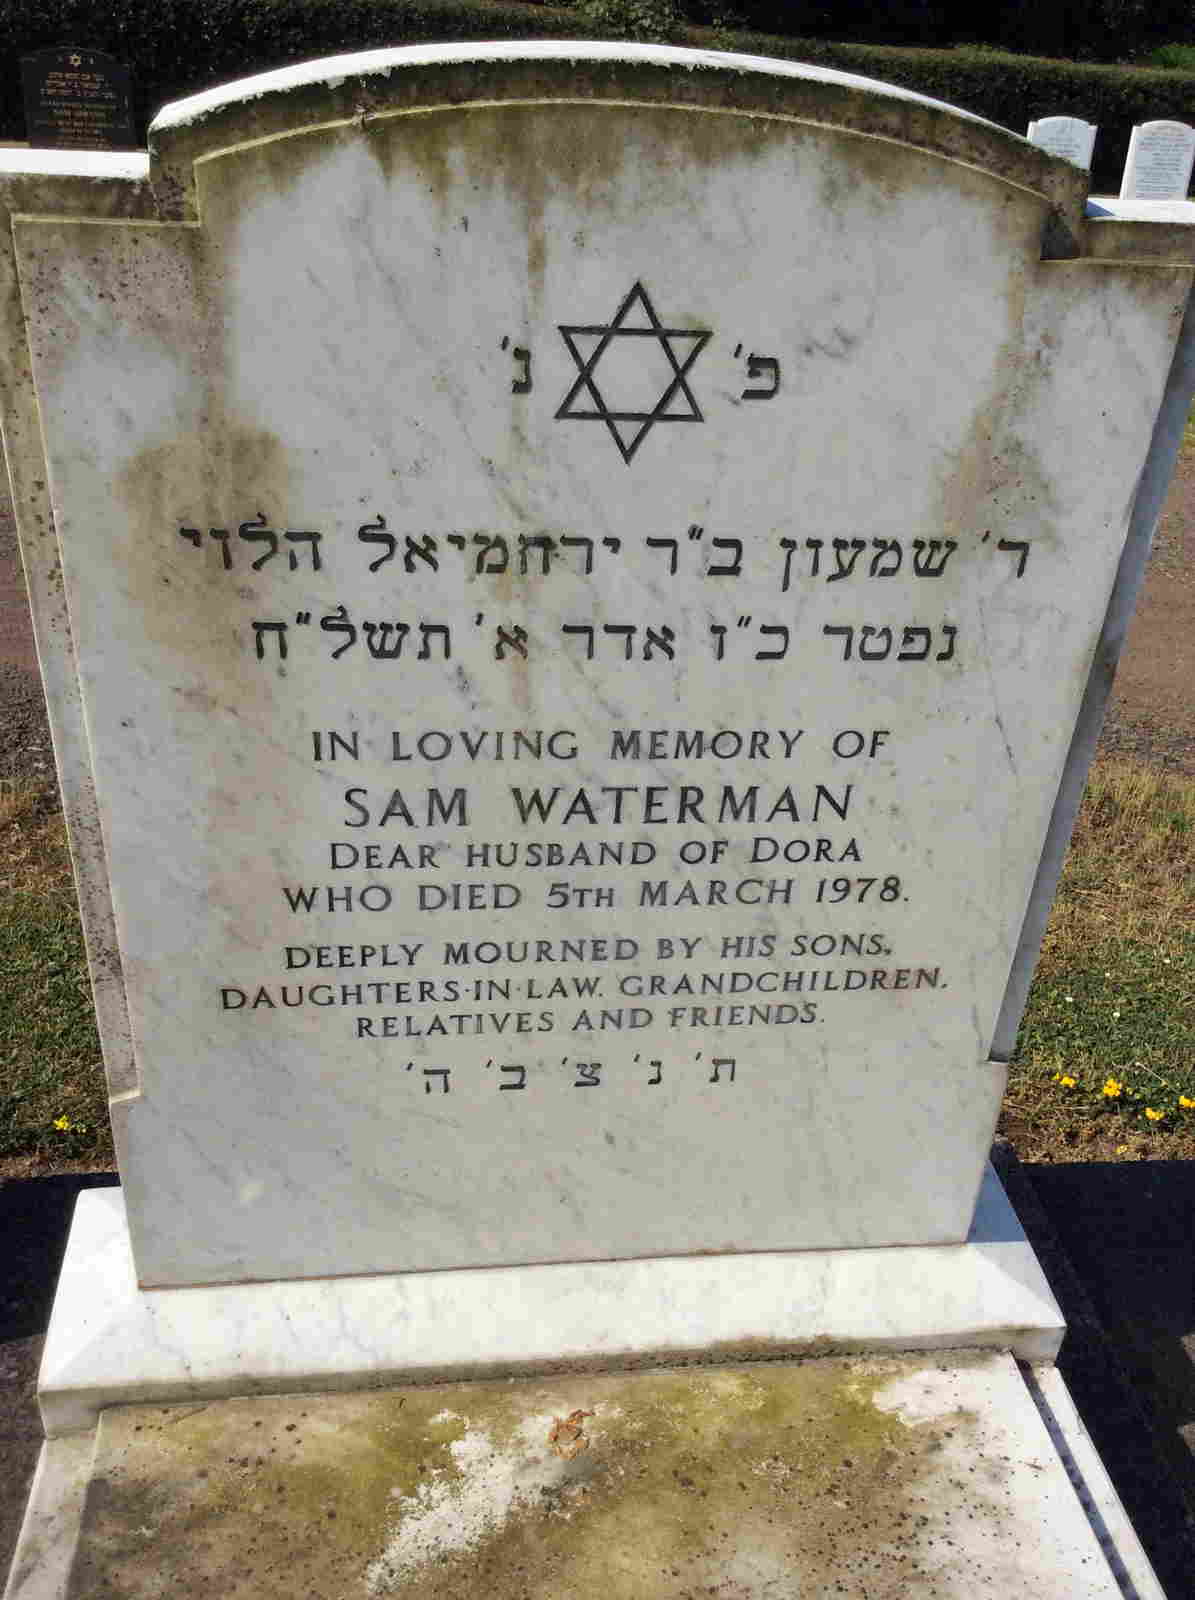 פ׳ נ׳
ר׳ שמעון ב"ר ירחמיאל הלוי
נפטר כ"ז אדר א׳ תשל"ח
IN LOVING MEMORY OF
SAM WATERMAN
DEAR HUSBAND OF DORA
WHO DIED 5TH MARCH 1978.
DEEPLY MOURNED BY HIS SONS,
DAUGHTERS-IN-LAW. GRANDCHILDREN.
RELATIVES AND FRIENDS.
ת׳ נ׳ צ׳ ב׳ ה׳